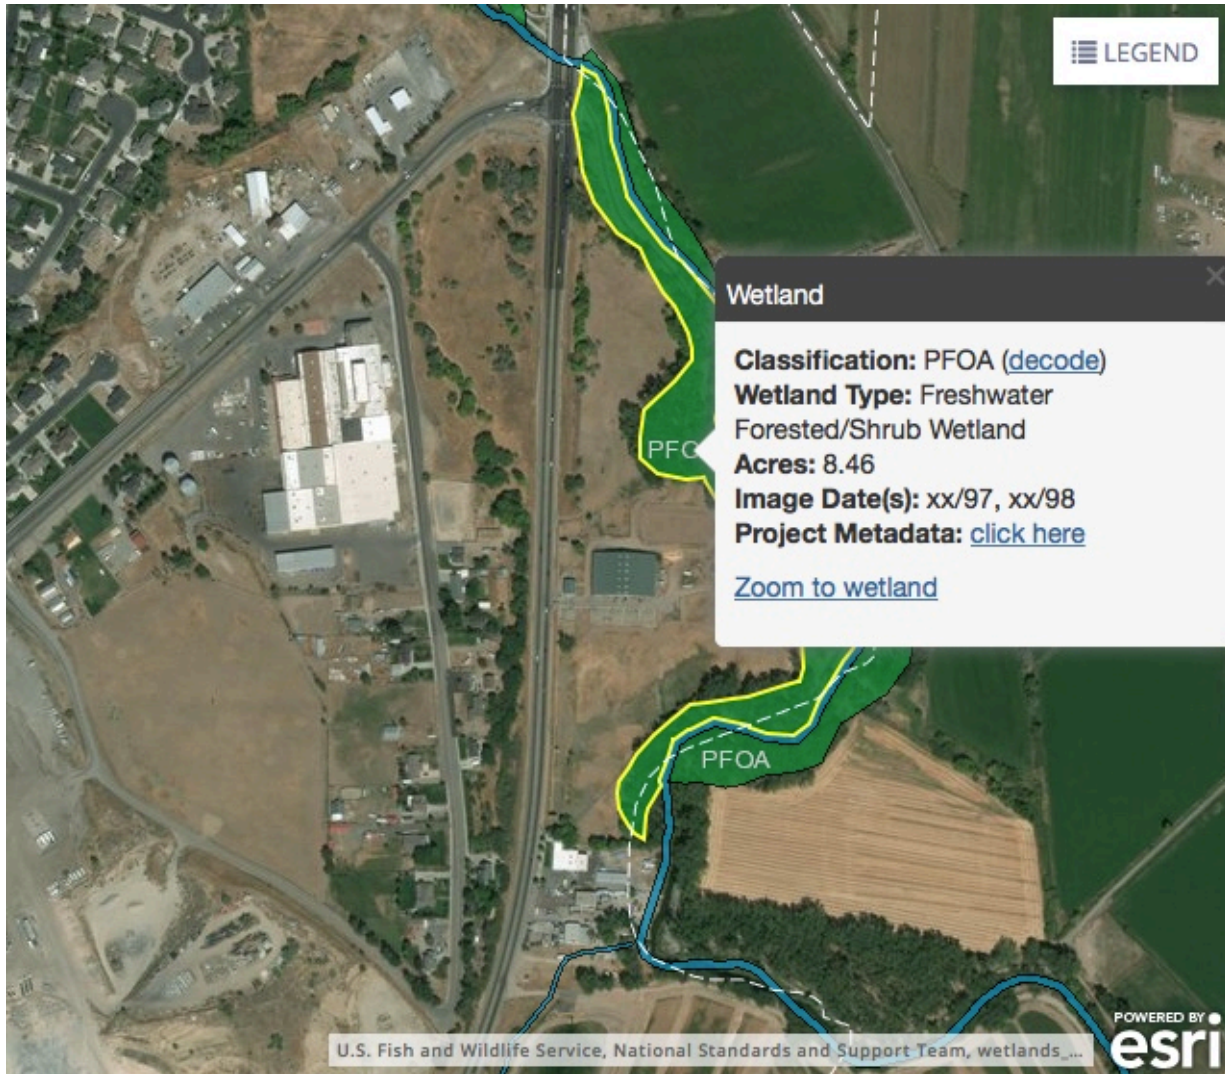 LEGEND
Wetland
Classification: PFOA (decode)
Wetland Type: Freshwater
Forested/Shrub Wetland
Acres: 8.46
Image Date(s): xx/97, xx/98
Project Metadata: click here
Zoom to wetland
PFO
PFOA
POWERED BY
esri
U.S. Fish and Wildlife Service, National Standards and Support Team, wetlands_...